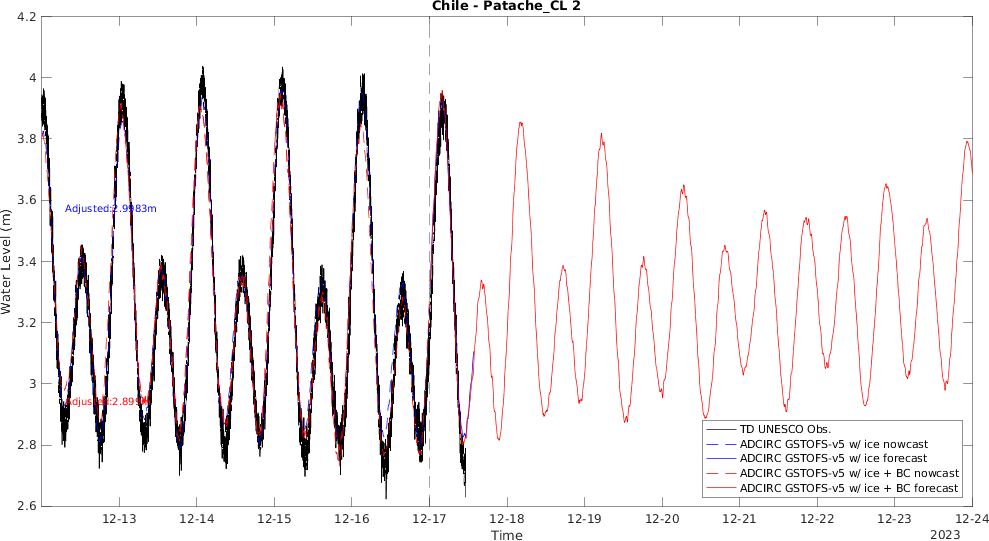 Chile - Patache_CL 2
4.2
4
3.8
3.6
3.4
3.2
3
2.8
2.6
Water Level (m)
Adjusted:2.9983m
TD UNESCO Obs.
ADCIRC GSTOFS-v5 w/ ice nowcast
ADCIRC GSTOFS-v5 w/ ice forecast
ADCIRC GSTOFS-v5 w/ ice + BC nowcast
ADCIRC GSTOFS-v5 w/ ice + BC forecast
12-13 12-14 12-15 12-16 12-17 12-18 12-19 12-20 12-21 12-22 12-23 12-24
Time
2023